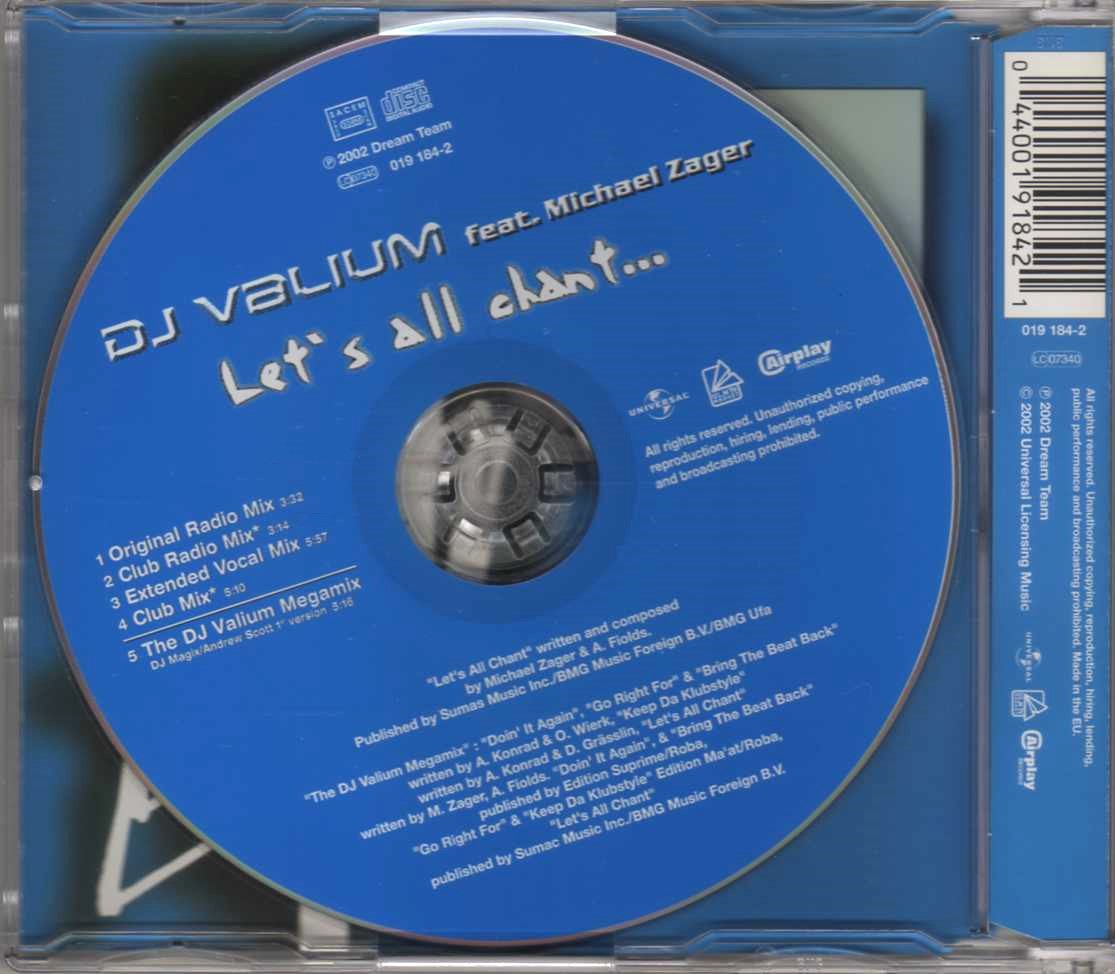 SACEM
COMPACT
disc
DIGITAL AUDIO
℗ 2002 Dream Team
LC 07340
019 184-2
DJ VALIUM feat. Michael Zager
Let`s all chant...
UNIVERSAL
Airplay
RECORDS
All rights reserved. Unauthorized copying,
reproduction, hiring, lending, public performance
and broadcasting prohibited.
1 Original Radio Mix 3:32
2 Club Radio Mix* 3:14
3 Extended Vocal Mix 5:57
4 Club Mix* 5:10
5 The DJ Valium Megamix
DJ Magix/Andrew Scott 1st version 5:16
"Let's All Chant" written and composed
by Michael Zager & A. Fiolds.
Published by Sumas Music Inc./BMG Music Foreign B.V./BMG Ufa
"The DJ Valium Megamix" : "Doin' It Again", "Go Right For" & "Bring The Beat Back"
written by A. Konrad & O. Wierk, "Keep Da Klubstyle"
written by A. Konrad & D. Grässlin, "Let's All Chant"
written by M. Zager, A. Fiolds. "Doin' It Again", & "Bring The Beat Back"
published by Edition Suprime/Roba,
"Go Right For" & "Keep Da Klubstyle" Edition Ma'at/Roba,
"Let's All Chant"
published by Sumac Music Inc./BMG Music Foreign B.V.
0 44001 91842 1
019 184-2
LC 07340
All rights reserved. Unauthorized copying, reproduction, hiring, lending,
public performance and broadcasting prohibited. Made in the EU.
℗ 2002 Dream Team
© 2002 Universal Licensing Music
UNIVERSAL
Airplay
RECORDS